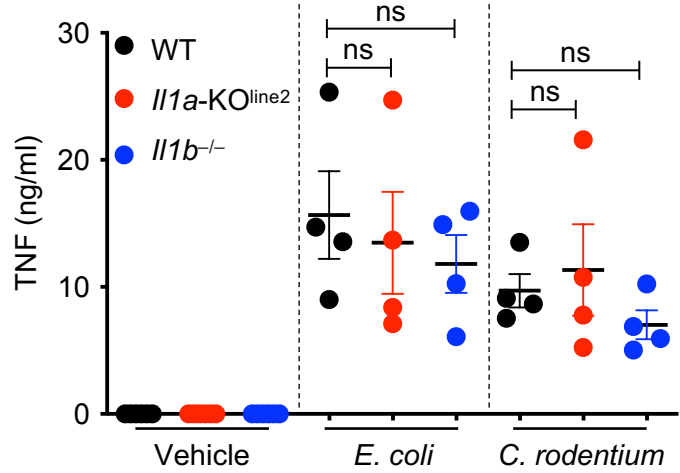 30
20
10
0
TNF (ng/ml)
WT
Il1a-KOline2
Il1b–/–
ns
ns
ns
ns
Vehicle
E. coli
C. rodentium